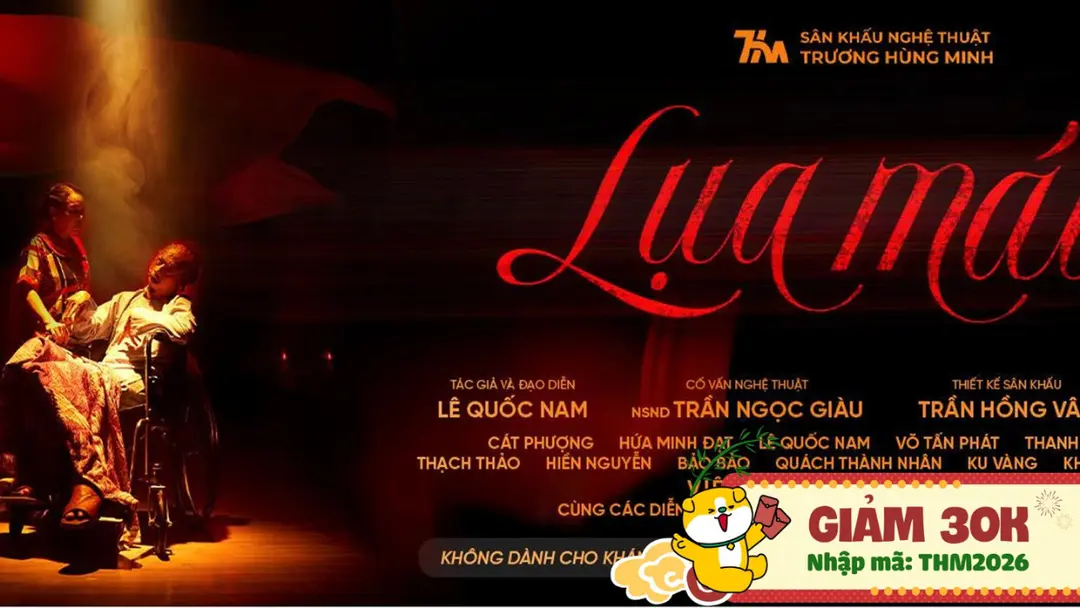 THM SÂN KHẤU NGHỆ THUẬT
TRƯƠNG HÙNG MINH
Lụa má
TÁC GIẢ VÀ ĐẠO DIỄN
LÊ QUỐC NAM
CỐ VẤN NGHỆ THUẬT
NSND TRẦN NGỌC GIÀU
THIẾT KẾ SÂN KHẤU
TRẦN HỒNG VÂ
CÁT PHƯỢNG HỨA MINH ĐẠT LÊ QUỐC NAM VÕ TẤN PHÁT THANH
THẠCH THẢO HIỀN NGUYỄN BẢO BẢO QUÁCH THÀNH NHÂN KU VÀNG KH
CÙNG CÁC DIỄN
KHÔNG DÀNH CHO KHÁ
GIẢM 30K
Nhập mã: THM2026